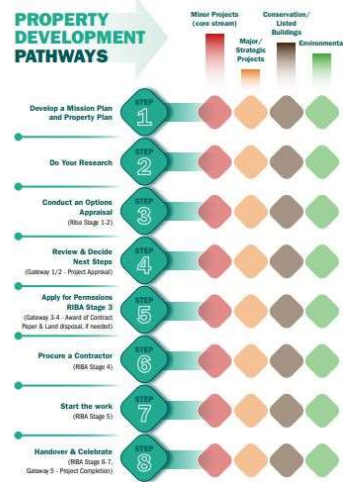 PROPERTY
DEVELOPMENT
PATHWAYS
Minor Projects
(core stream)
Major/
Strategic
Projects
Conservation/
Listed
Buildings
Environmenta
Develop a Mission Plan
and Property Plan
STEP
1
Do Your Research
STEP
2
Conduct an Options
Appraisal
(Riba Stage 1-2)
STEP
3
Review & Decide
Next Steps
(Gateway 1/2 - Project Approval)
STEP
4
Apply for Permssions
RIBA Stage 3
(Gateway 3-4 - Award of Contract
Paper & Land disposal, if needed)
STEP
5
Procure a Contractor
(RIBA Stage 4)
STEP
6
Start the work
(RIBA Stage 5)
STEP
7
Handover & Celebrate
(RIBA Stage 6-7,
Gateway 5 - Project Completion)
STEP
8